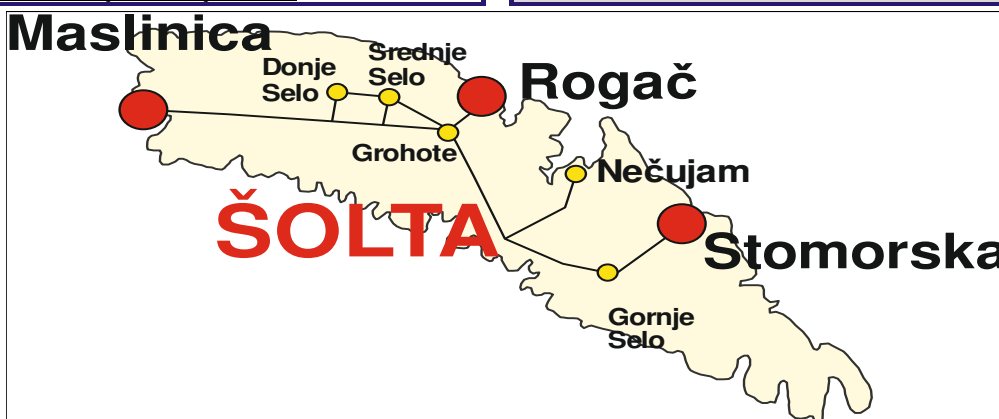 Maslinica
Srednje
Selo
Donje
Selo
Rogač
Grohote
Nečujam
ŠOLTA
Stomorska
Gornje
Selo